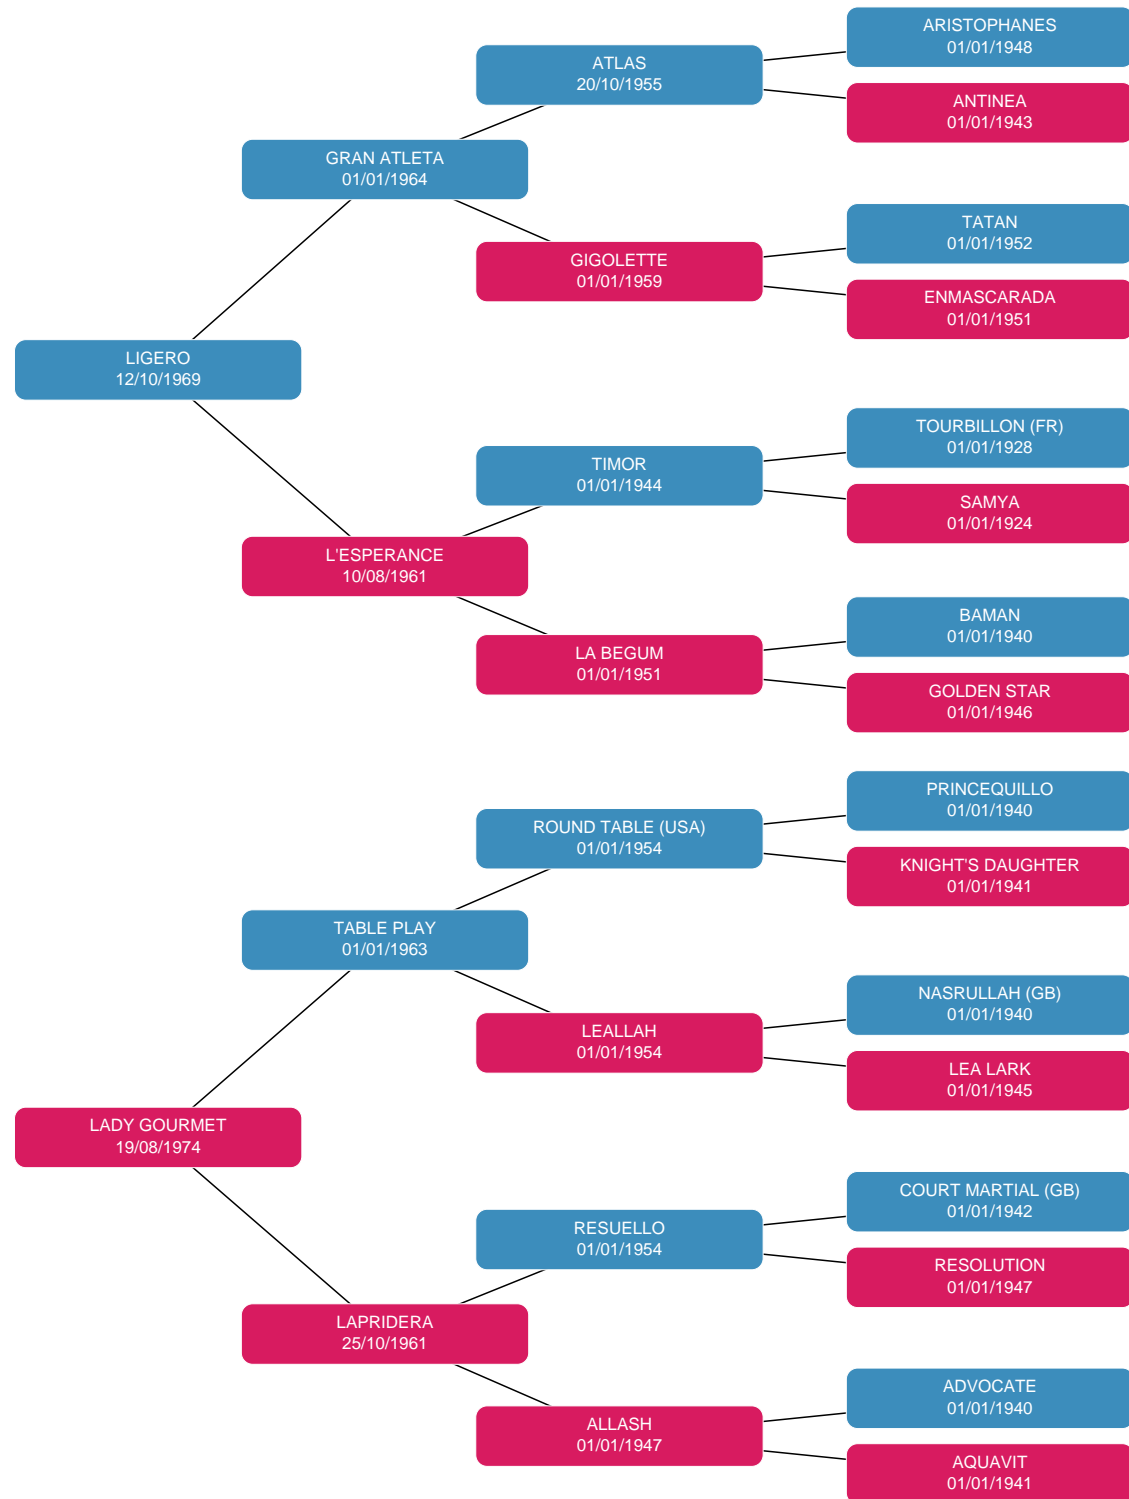 ARISTOPHANES
01/01/1948
ATLAS
20/10/1955
ANTINEA
01/01/1943
GRAN ATLETA
01/01/1964
TATAN
01/01/1952
GIGOLETTE
01/01/1959
ENMASCARADA
01/01/1951
LIGERO
12/10/1969
TOURBILLON (FR)
01/01/1928
TIMOR
01/01/1944
SAMYA
01/01/1924
L'ESPERANCE
10/08/1961
BAMAN
01/01/1940
LA BEGUM
01/01/1951
GOLDEN STAR
01/01/1946
PRINCEQUILLO
01/01/1940
ROUND TABLE (USA)
01/01/1954
KNIGHT'S DAUGHTER
01/01/1941
TABLE PLAY
01/01/1963
NASRULLAH (GB)
01/01/1940
LEALLAH
01/01/1954
LEA LARK
01/01/1945
LADY GOURMET
19/08/1974
COURT MARTIAL (GB)
01/01/1942
RESUELLO
01/01/1954
RESOLUTION
01/01/1947
LAPRIDERA
25/10/1961
ADVOCATE
01/01/1940
ALLASH
01/01/1947
AQUAVIT
01/01/1941